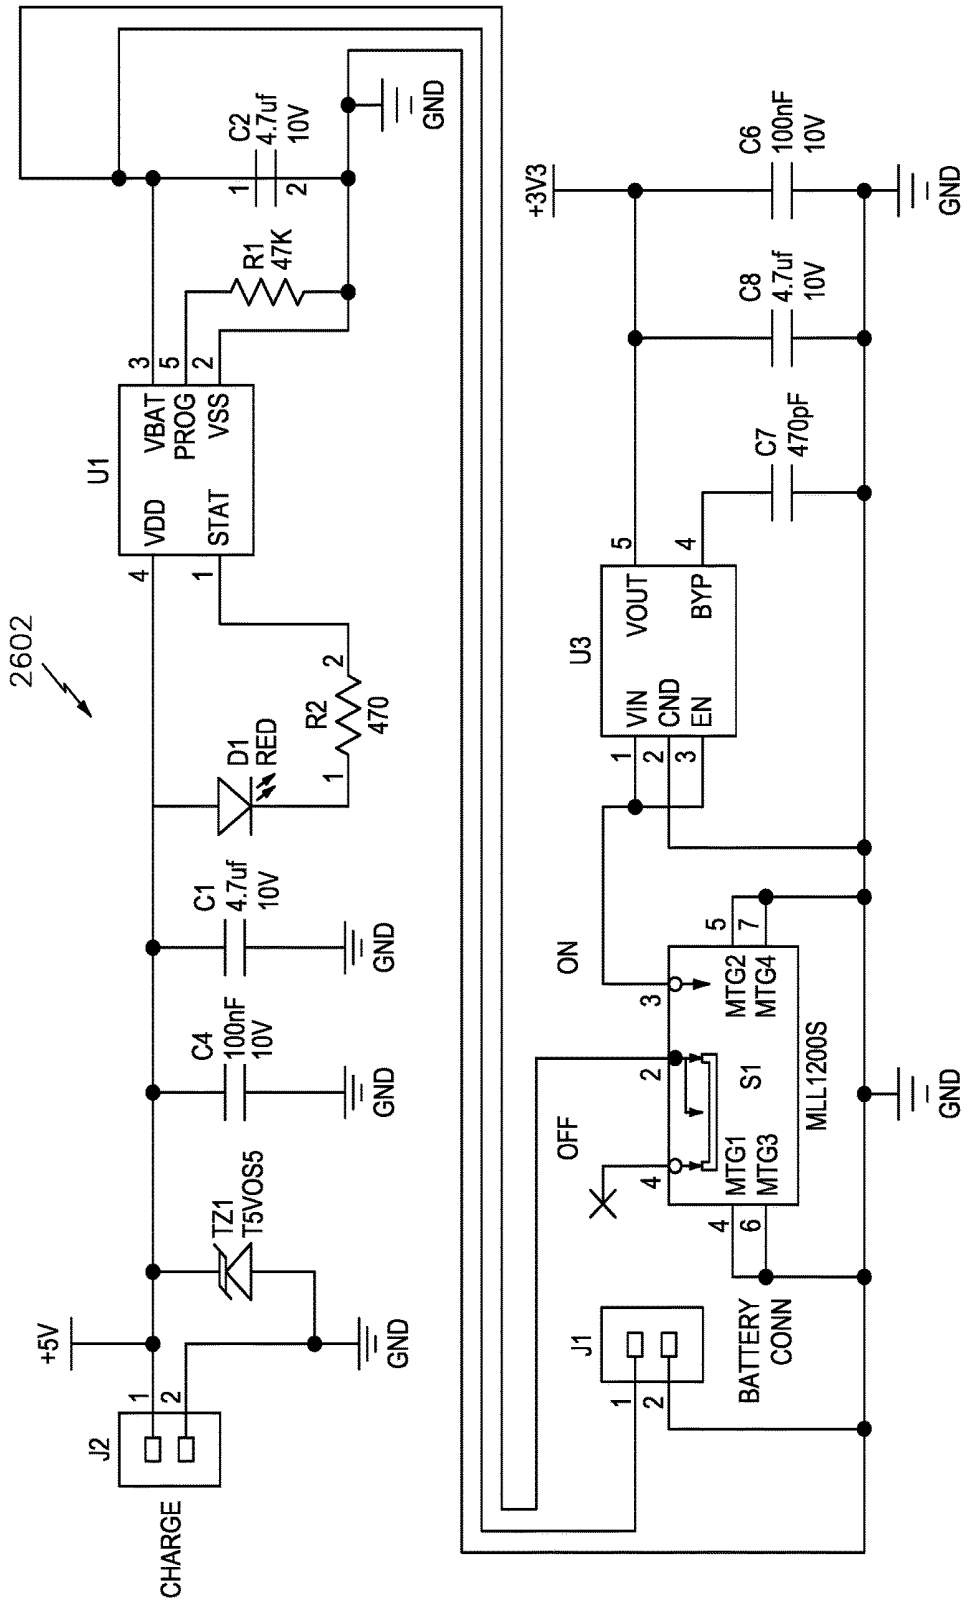 2602
CHARGE
J2
1
2
+5V
TZ1
T5VOS5
GND
C4
100nF
10V
GND
C1
4.7uf
10V
GND
D1
RED
1
R2
470
2
U1
4
VDD
1
STAT
VBAT
3
PROG
5
VSS
2
R1
47K
1
C2
4.7uf
10V
2
GND
J1
1
2
BATTERY
CONN
OFF
ON
4
2
3
4
MTG1
6
MTG3
S1
MTG2
5
MTG4
7
MLL1200S
GND
U3
1
VIN
2
CND
3
EN
VOUT
5
BYP
4
C7
470pF
C8
4.7uf
10V
+3V3
C6
100nF
10V
GND